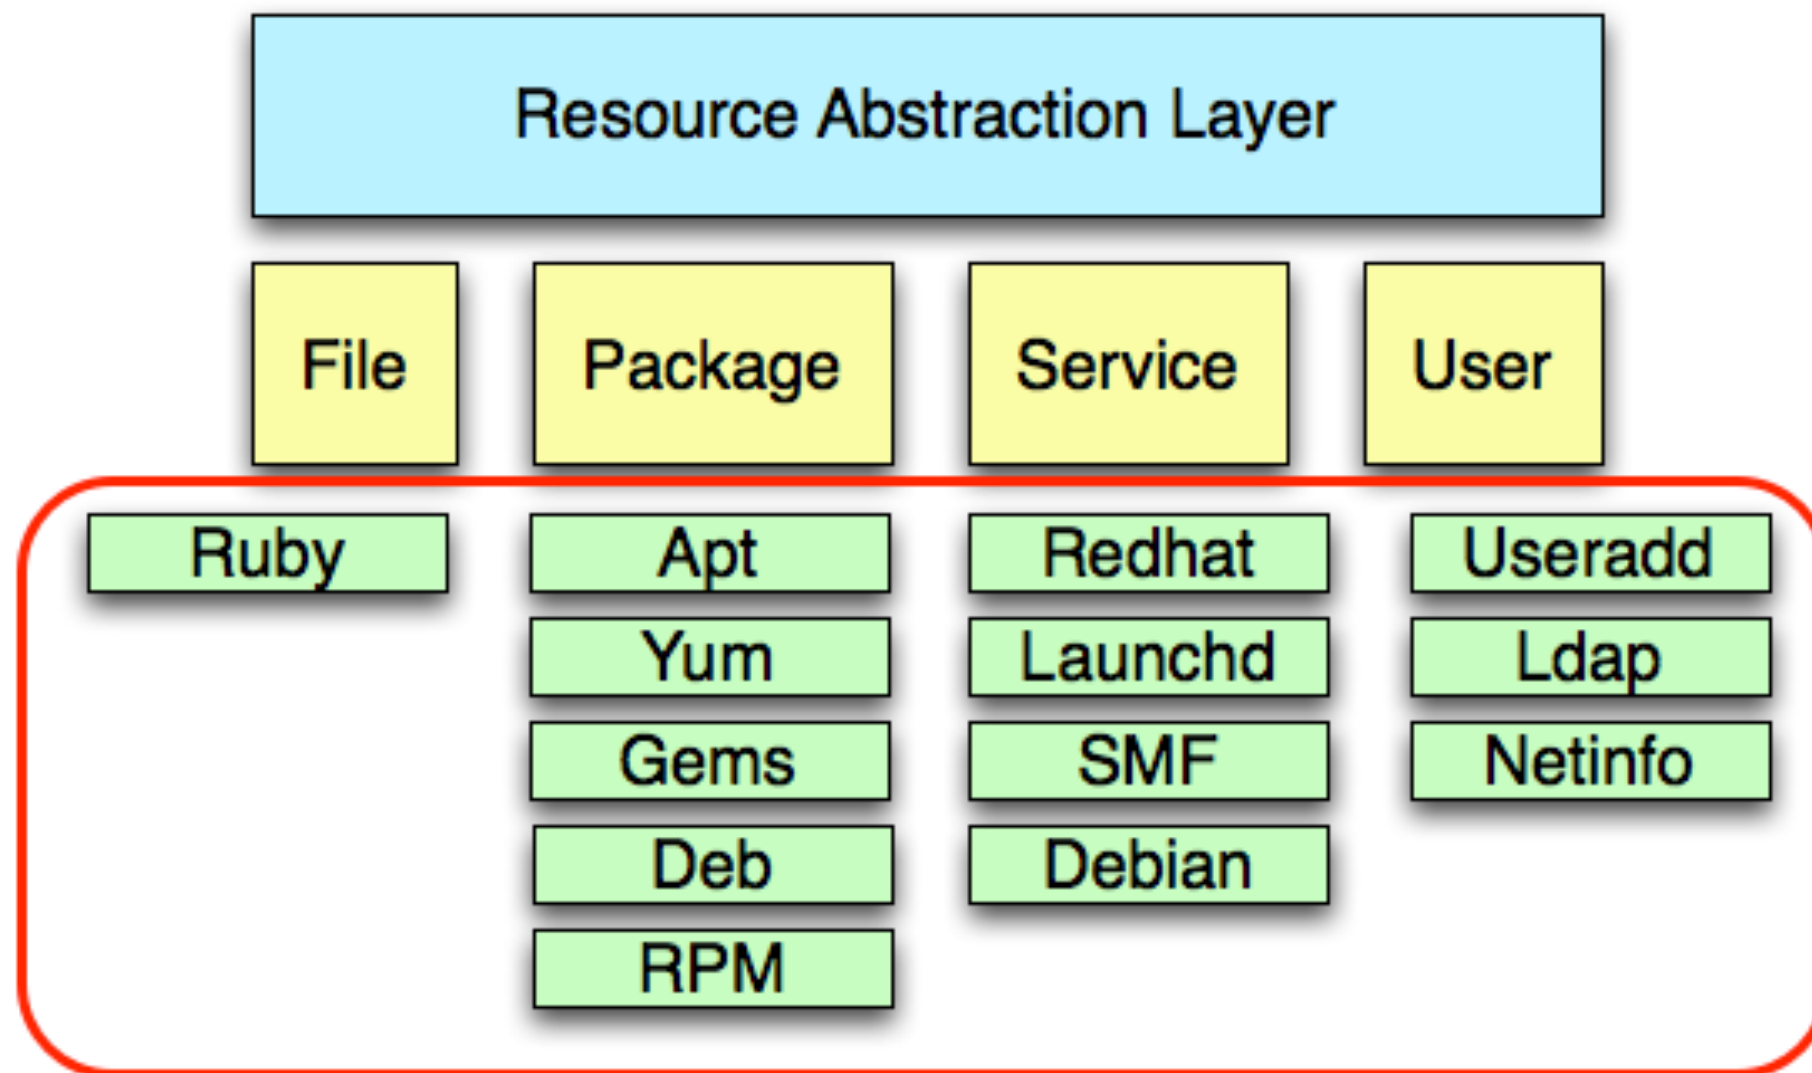 Resource Abstraction Layer
File Package Service User
Ruby Apt Redhat Useradd
Yum Launchd Ldap
Gems SMF Netinfo
Deb Debian
RPM